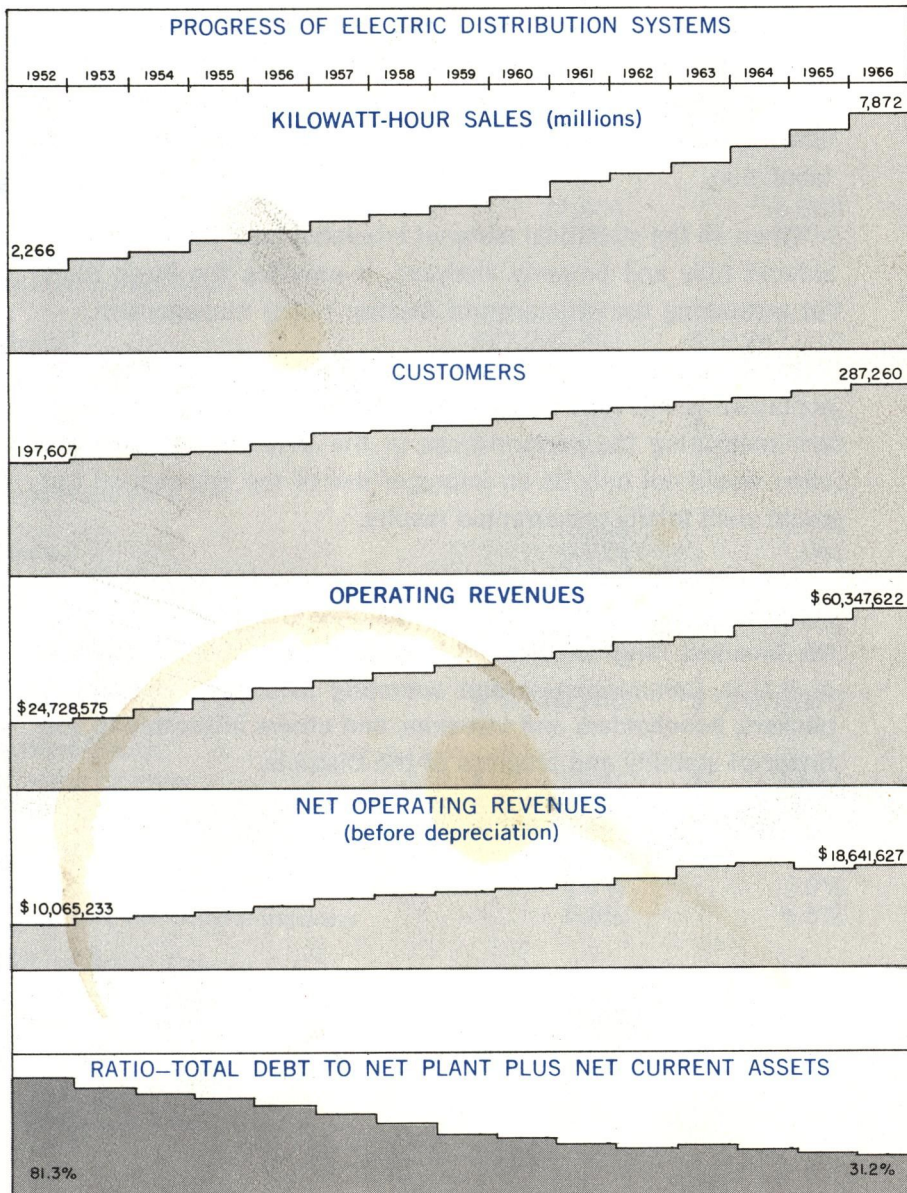 PROGRESS OF ELECTRIC DISTRIBUTION SYSTEMS
1952 1953 1954 1955 1956 1957 1958 1959 1960 1961 1962 1963 1964 1965 1966
7,872
KILOWATT-HOUR SALES (millions)
2,266
CUSTOMERS
287,260
197,607
OPERATING REVENUES
$60,347,622
$24,728,575
NET OPERATING REVENUES
(before depreciation)
$18,641,627
$10,065,233
RATIO—TOTAL DEBT TO NET PLANT PLUS NET CURRENT ASSETS
81.3%
31.2%